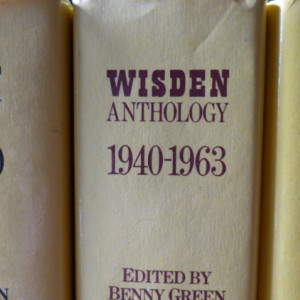 WISDEN
ANTHOLOGY
1940-1963
EDITED BY
BENNY GREEN